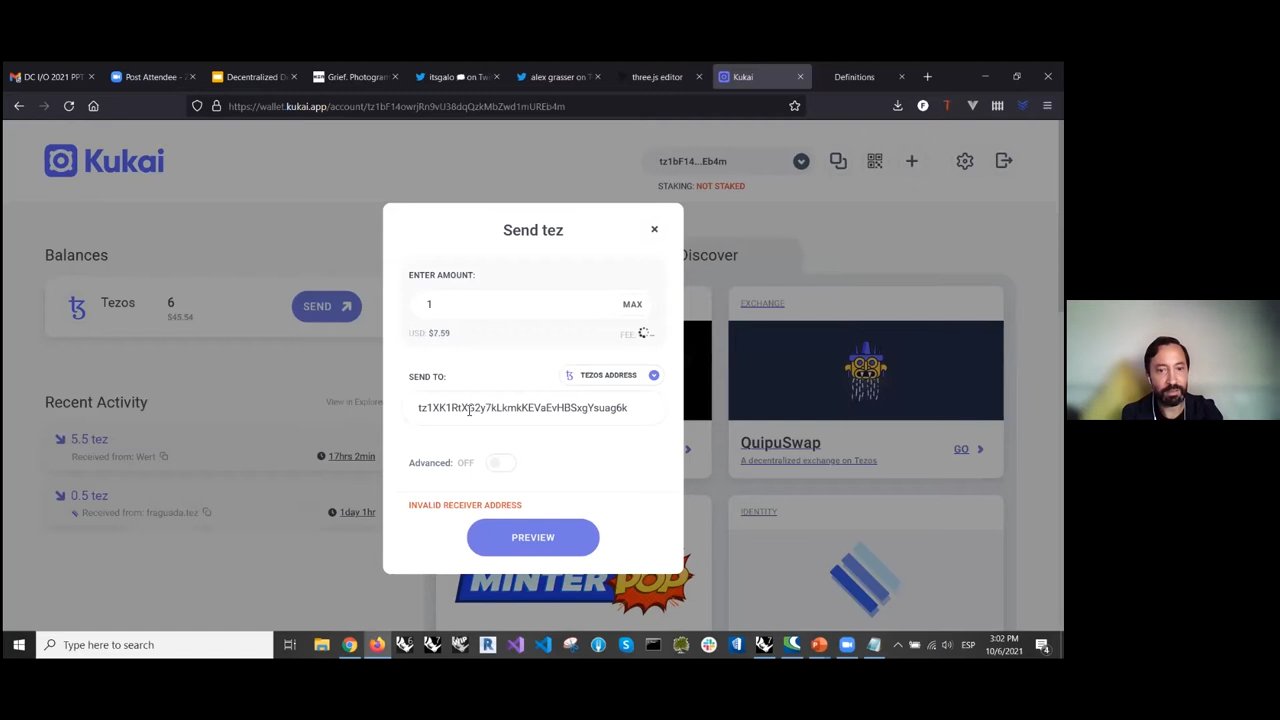 DC I/O 2021 PPT
Post Attendee -
Decentralized De
Grief. Photogram
itsgalo
on Twi
alex grasser on Tw
three.js editor
Kukai
Definitions
https://wallet.kukai.app/account/tz1bF14owrjRn9vU38dqQzkMbZwd1mUREb4m
Kukai
tz1bF14...Eb4m
STAKING: NOT STAKED
Send tez
Balances
Discover
ENTER AMOUNT:
EXCHANGE
Tezos
6
$45.54
SEND
1
MAX
USD: $7.59
FEE:
SEND TO:
TEZOS ADDRESS
Recent Activity
View in Explore
5.5 tez
Received from: Wert
17hrs 2min
QuipuSwap
A decentralized exchange on Tezos
GO
Advanced: OFF
0.5 tez
Received from: fraguada.tez
1day 1hr
INVALID RECEIVER ADDRESS
IDENTITY
PREVIEW
MINTER POP
Type here to search
ESP
3:02 PM
10/6/2021
4